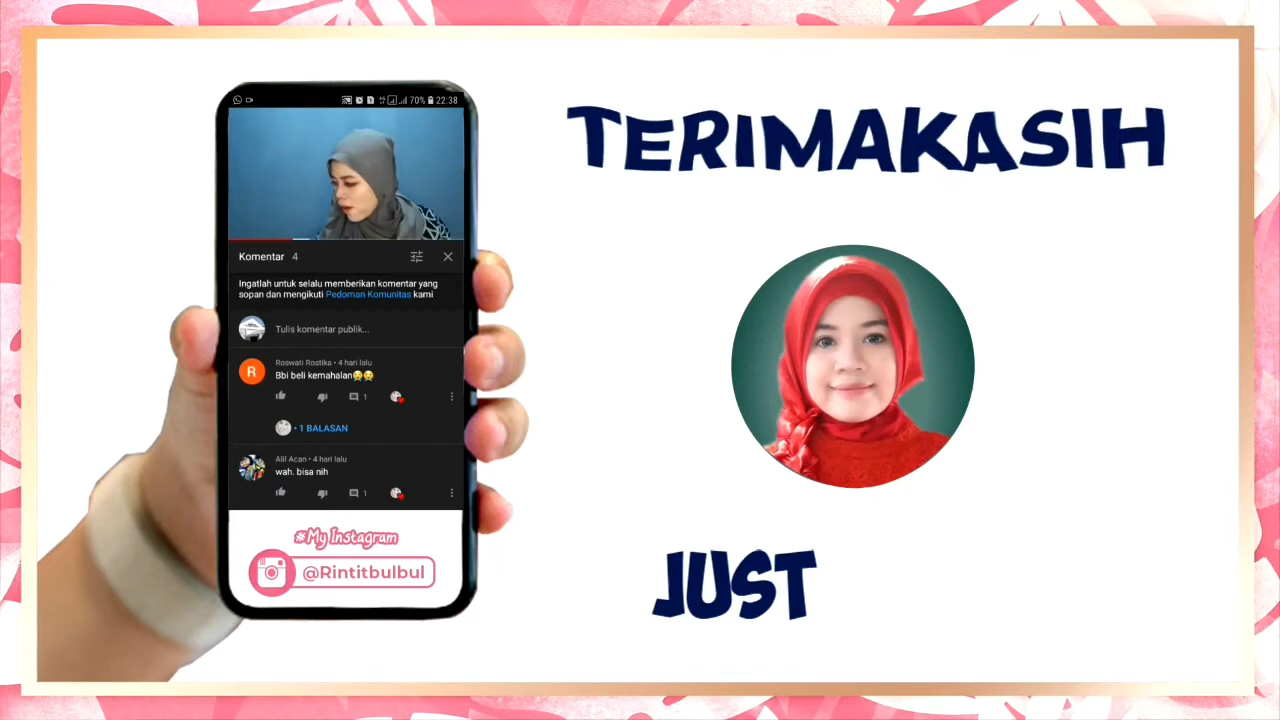 70% 22.38
TERIMAKASIH
Komentar 4
Ingatlah untuk selalu memberikan komentar yang
sopan dan mengikuti Pedoman Komunitas kami
Tulis komentar publik...
R
Roswati Rostika • 4 hari lalu
Bbi beli kemahalan😢😢
1
• 1 BALASAN
Alil Acan • 4 hari lalu
wah. bisa nih
1
#My Instagram
@Rintitbulbul
JUST